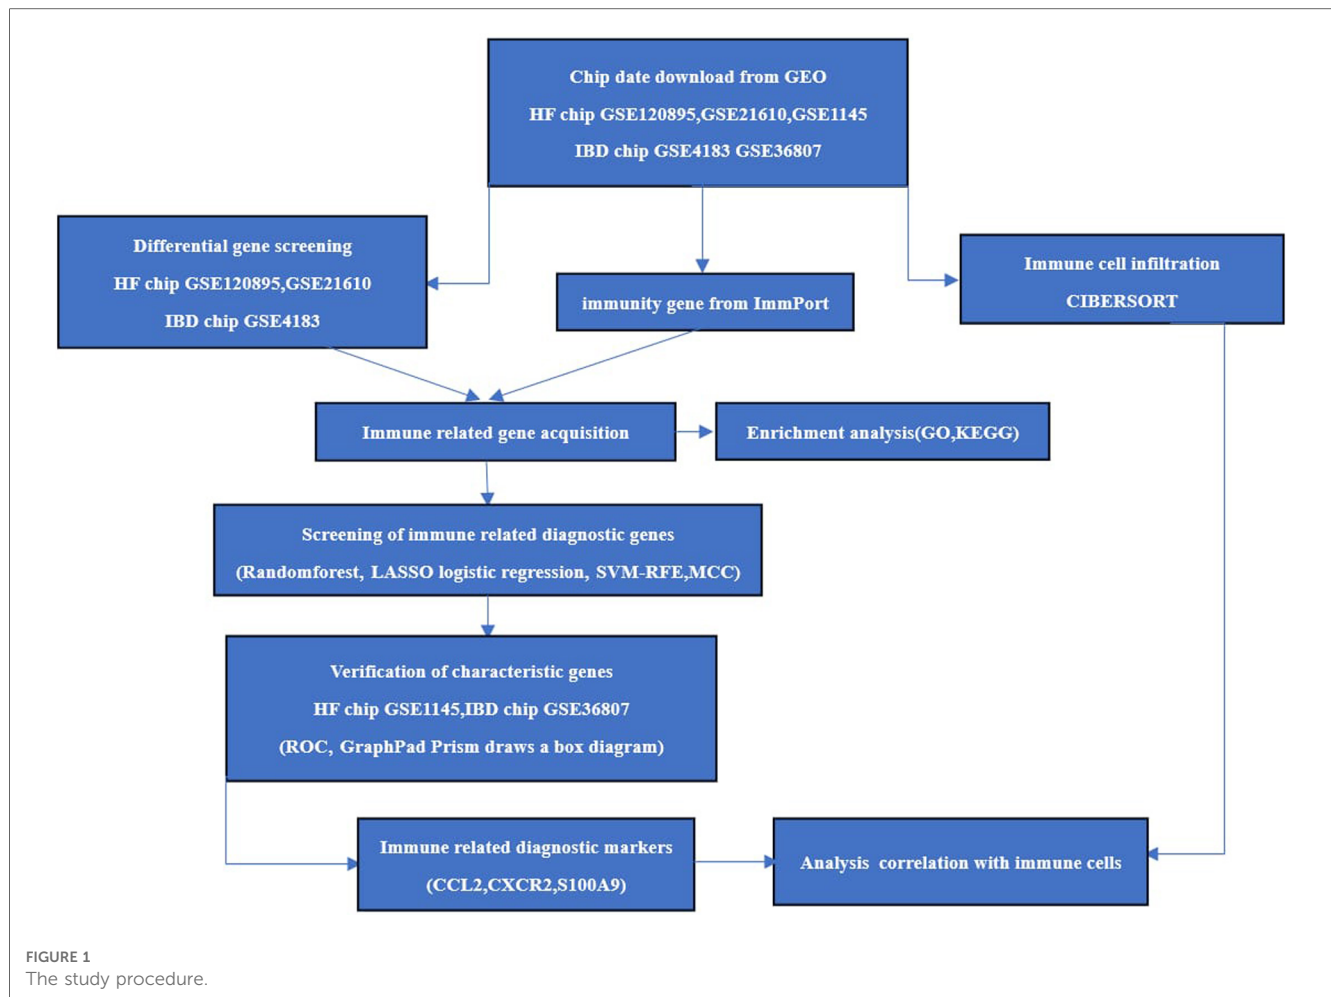 Chip date download from GEO
HF chip GSE120895,GSE21610,GSE1145
IBD chip GSE4183 GSE36807
Differential gene screening
HF chip GSE120895,GSE21610
IBD chip GSE4183
immunity gene from ImmPort
Immune cell infiltration
CIBERSORT
Immune related gene acquisition
Enrichment analysis(GO,KEGG)
Screening of immune related diagnostic genes
(Randomforest, LASSO logistic regression, SVM-RFE,MCC)
Verification of characteristic genes
HF chip GSE1145,IBD chip GSE36807
(ROC, GraphPad Prism draws a box diagram)
Immune related diagnostic markers
(CCL2,CXCR2,S100A9)
Analysis correlation with immune cells
FIGURE 1
The study procedure.